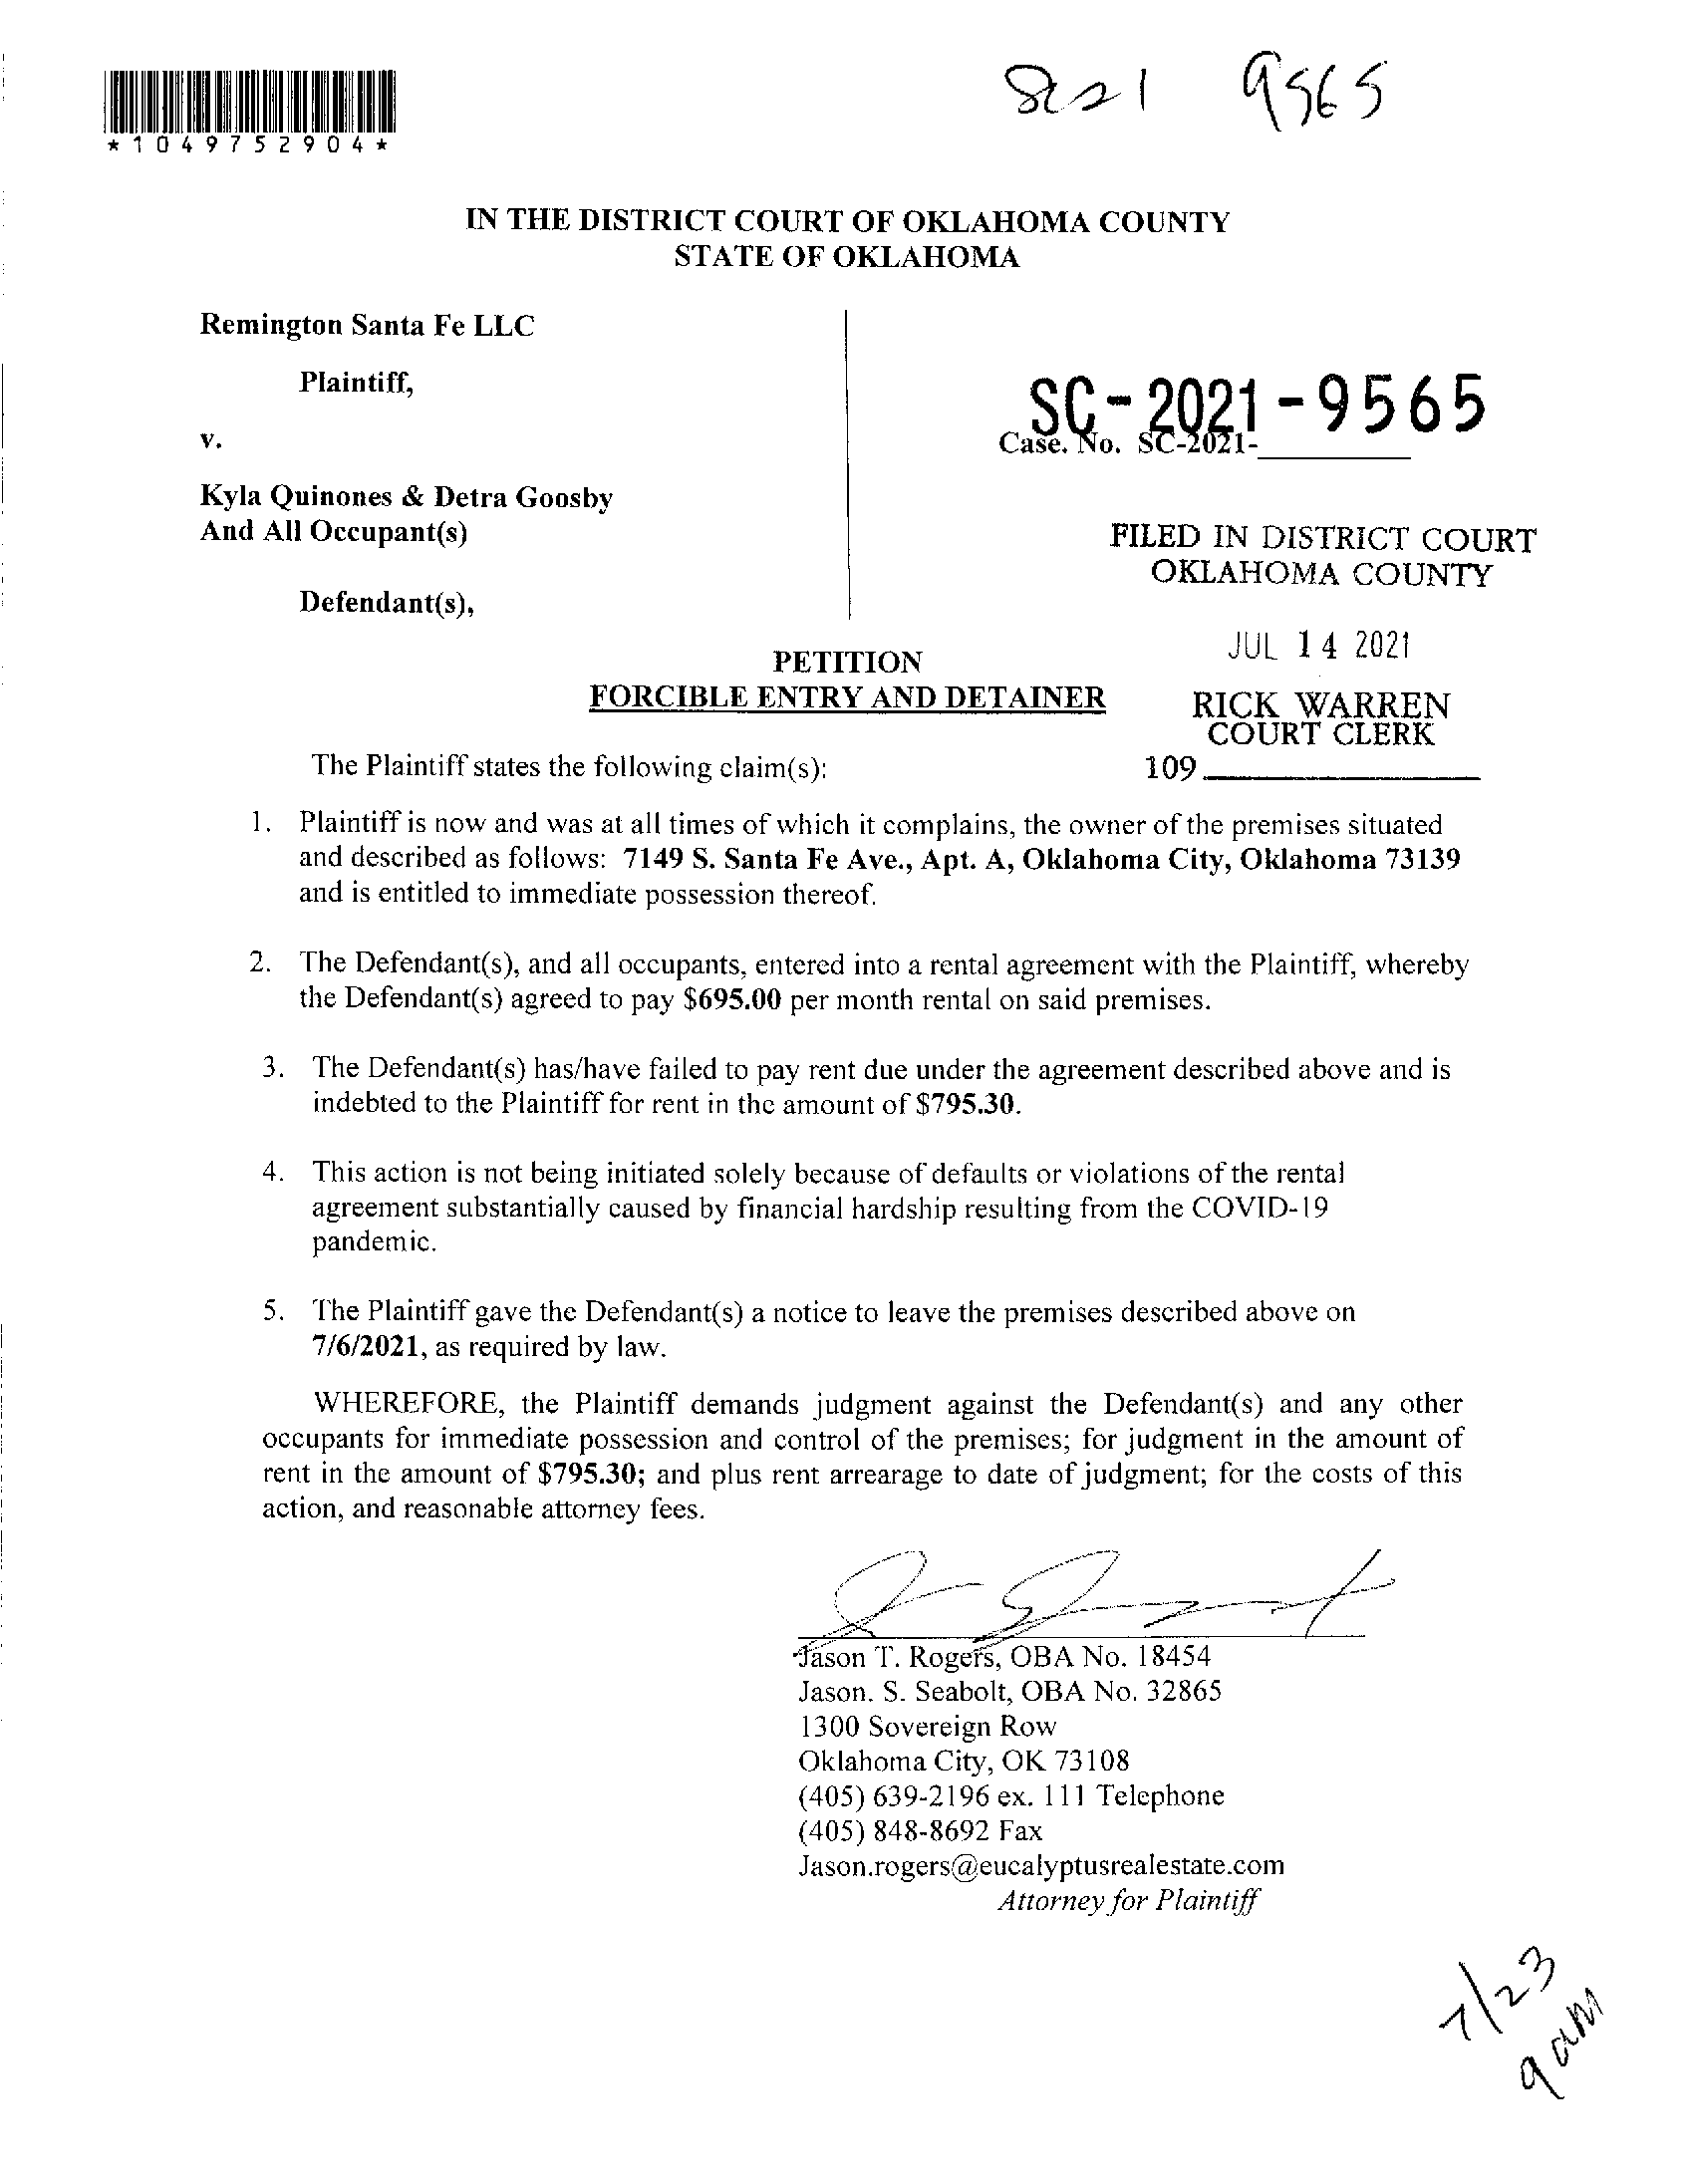 SC21 9565
*1049752904*
IN THE DISTRICT COURT OF OKLAHOMA COUNTY
STATE OF OKLAHOMA
Remington Santa Fe LLC
Plaintiff,
v.
Kyla Quinones & Detra Goosby
And All Occupant(s)
Defendant(s),
SC-2021-9565
Case. No. SC-2021-
FILED IN DISTRICT COURT
OKLAHOMA COUNTY
JUL 14 2021
RICK WARREN
COURT CLERK
109
PETITION
FORCIBLE ENTRY AND DETAINER
The Plaintiff states the following claim(s):
1. Plaintiff is now and was at all times of which it complains, the owner of the premises situated
and described as follows: 7149 S. Santa Fe Ave., Apt. A, Oklahoma City, Oklahoma 73139
and is entitled to immediate possession thereof.
2. The Defendant(s), and all occupants, entered into a rental agreement with the Plaintiff, whereby
the Defendant(s) agreed to pay $695.00 per month rental on said premises.
3. The Defendant(s) has/have failed to pay rent due under the agreement described above and is
indebted to the Plaintiff for rent in the amount of $795.30.
4. This action is not being initiated solely because of defaults or violations of the rental
agreement substantially caused by financial hardship resulting from the COVID-19
pandemic.
5. The Plaintiff gave the Defendant(s) a notice to leave the premises described above on
7/6/2021, as required by law.
WHEREFORE, the Plaintiff demands judgment against the Defendant(s) and any other
occupants for immediate possession and control of the premises; for judgment in the amount of
rent in the amount of $795.30; and plus rent arrearage to date of judgment; for the costs of this
action, and reasonable attorney fees.
Jason T. Rogers, OBA No. 18454
Jason. S. Seabolt, OBA No. 32865
1300 Sovereign Row
Oklahoma City, OK 73108
(405) 639-2196 ex. 111 Telephone
(405) 848-8692 Fax
Jason.rogers@eucalyptusrealestate.com
Attorney for Plaintiff
7/23
9am